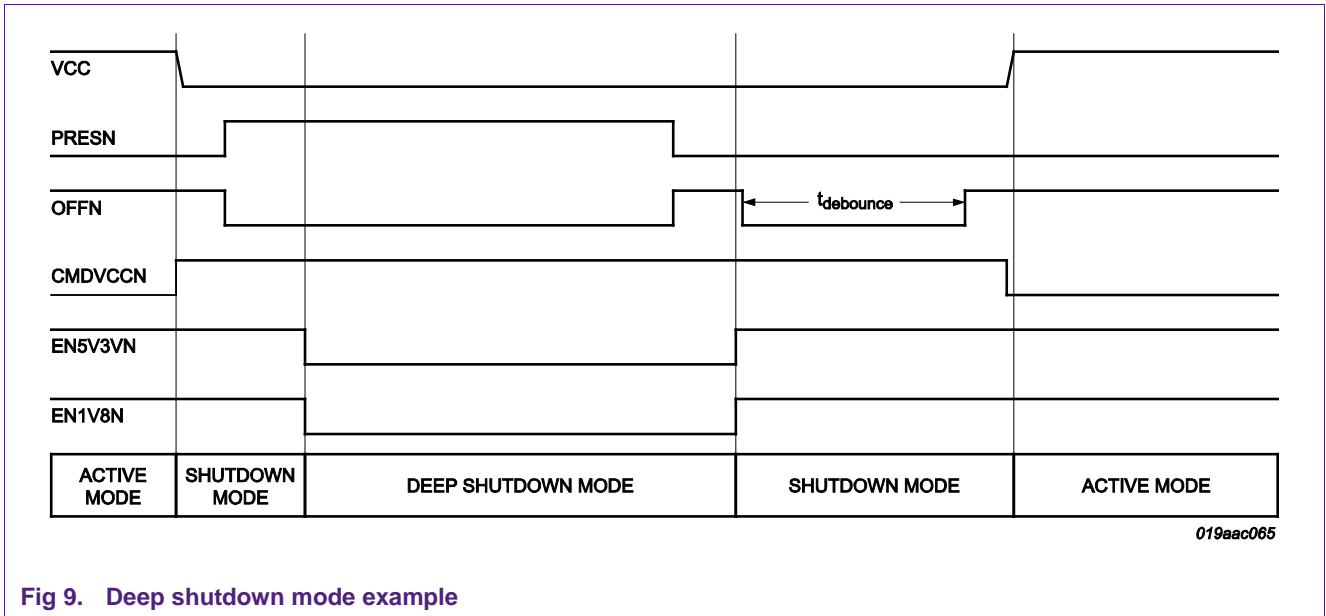 VCC
PRESN
OFFN
tdebounce
CMDVCCN
EN5V3VN
EN1V8N
ACTIVE
MODE
SHUTDOWN
MODE
DEEP SHUTDOWN MODE
SHUTDOWN MODE
ACTIVE MODE
019aac065
Fig 9. Deep shutdown mode example